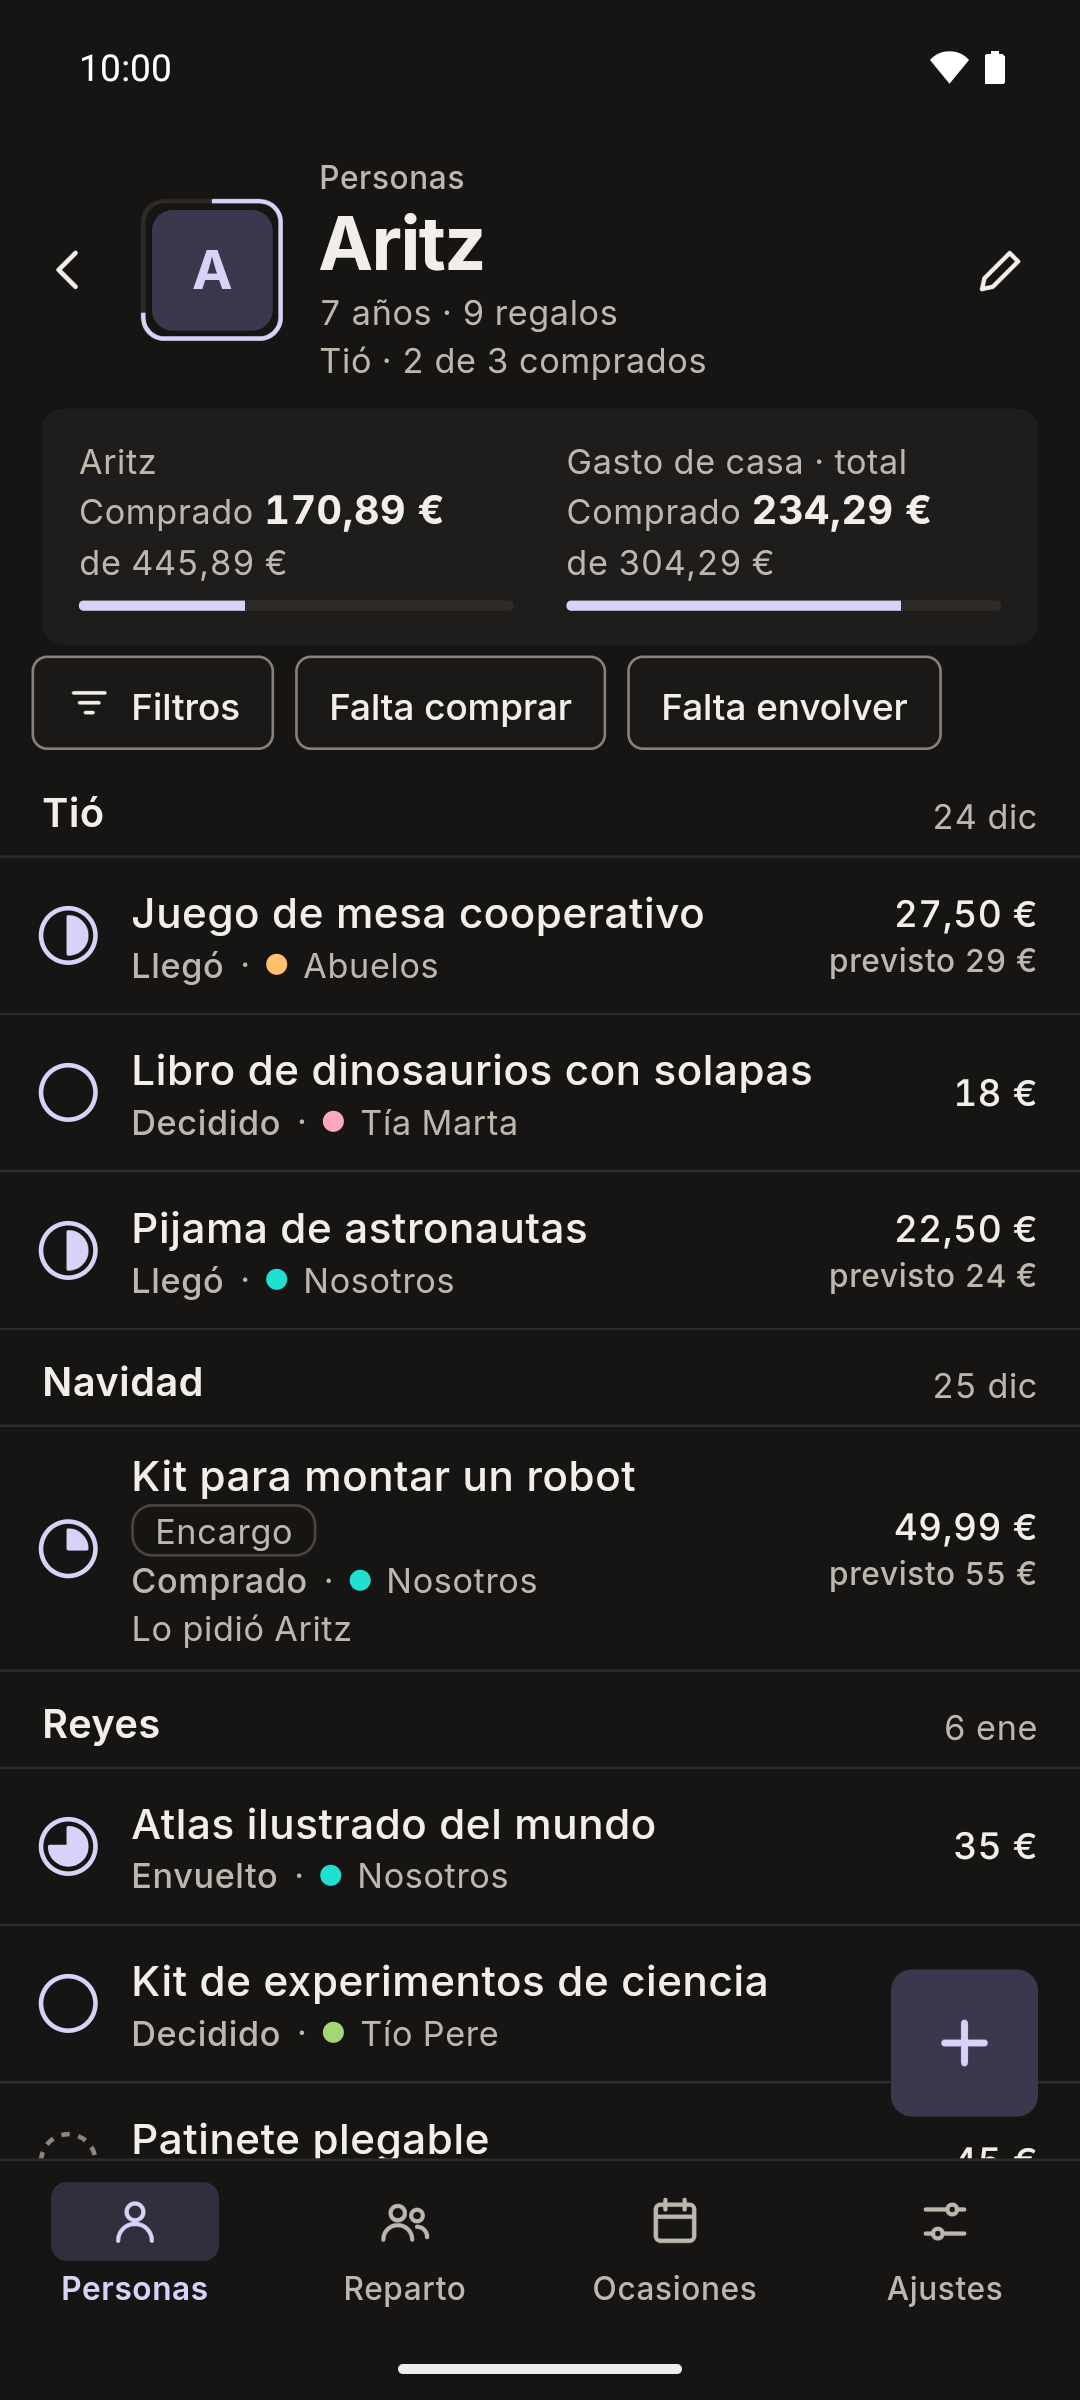 10:00
Personas
A
Aritz
7 años · 9 regalos
Tió · 2 de 3 comprados
Aritz
Comprado 170,89 €
de 445,89 €
Gasto de casa · total
Comprado 234,29 €
de 304,29 €
Filtros
Falta comprar
Falta envolver
Tió
24 dic
Juego de mesa cooperativo
Llegó · Abuelos
27,50 €
previsto 29 €
Libro de dinosaurios con solapas
Decidido · Tía Marta
18 €
Pijama de astronautas
Llegó · Nosotros
22,50 €
previsto 24 €
Navidad
25 dic
Kit para montar un robot
Encargo
Comprado · Nosotros
Lo pidió Aritz
49,99 €
previsto 55 €
Reyes
6 ene
Atlas ilustrado del mundo
Envuelto · Nosotros
35 €
Kit de experimentos de ciencia
Decidido · Tío Pere
Patinete plegable
45 €
Personas
Reparto
Ocasiones
Ajustes